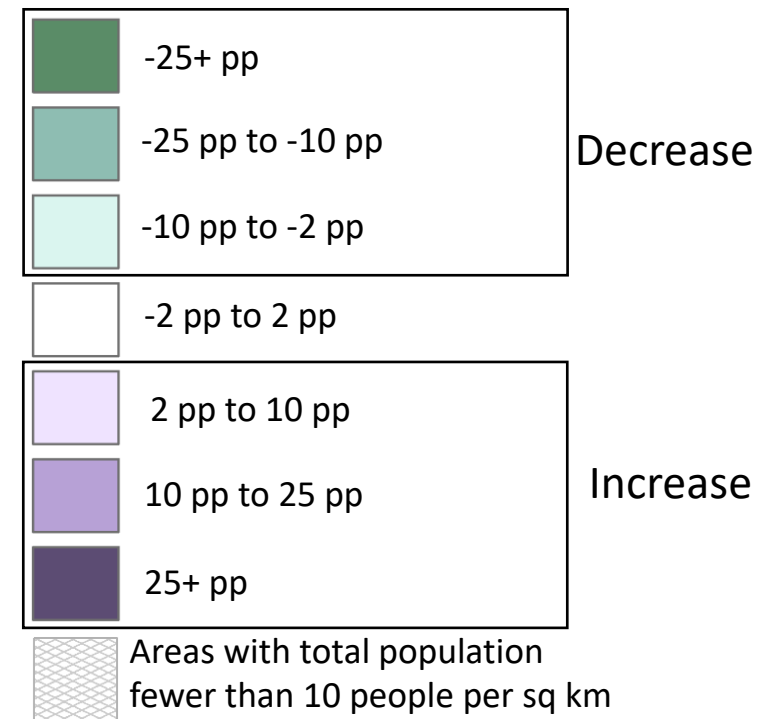 -25+ pp
-25 pp to -10 pp
Decrease
-10 pp to -2 pp
-2 pp to 2 pp
2 pp to 10 pp
10 pp to 25 pp
Increase
25+ pp
Areas with total population
fewer than 10 people per sq km